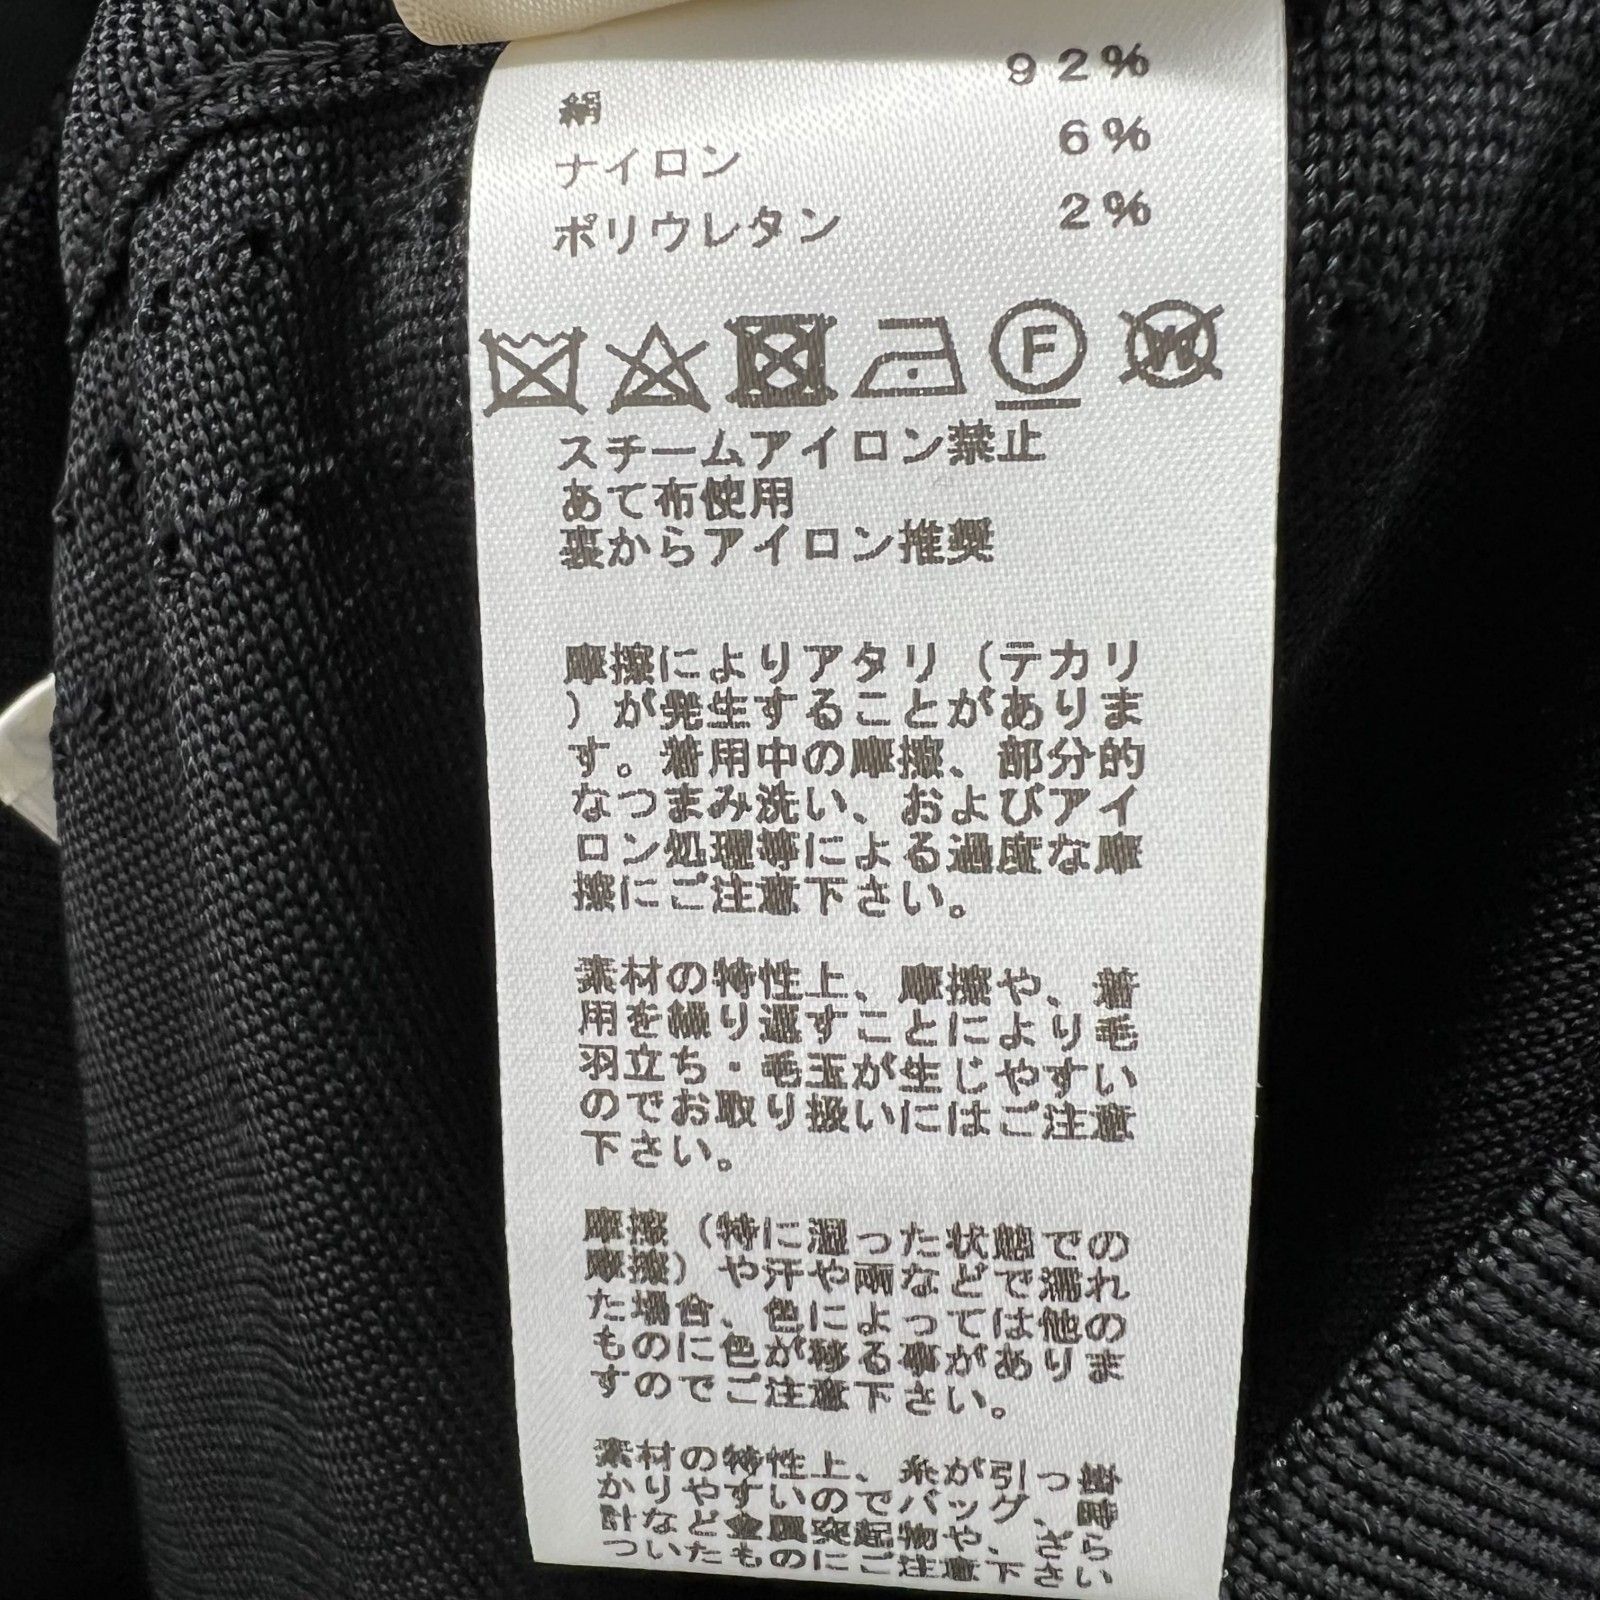 絹 92%
ナイロン 6%
ポリウレタン 2%
F W
スチームアイロン禁止
あて布使用
裏からアイロン推奨
摩擦によりアタリ（テカリ
）が発生することがありま
す。着用中の摩擦、部分的
なつまみ洗い、およびアイ
ロン処理等による過度な摩
擦にご注意下さい。
素材の特性上、摩擦や、着
用を繰り返すことにより毛
羽立ち・毛玉が生じやすい
のでお取り扱いにはご注意
下さい。
摩擦（特に湿った状態での
摩擦）や汗や雨などで濡れ
た場合、色によっては他の
ものに色が移る事がありま
すのでご注意下さい。
素材の特性上、糸が引っ掛
かりやすいのでバッグ、時
計など金属突起物や、ざら
ついたものにご注意下さい